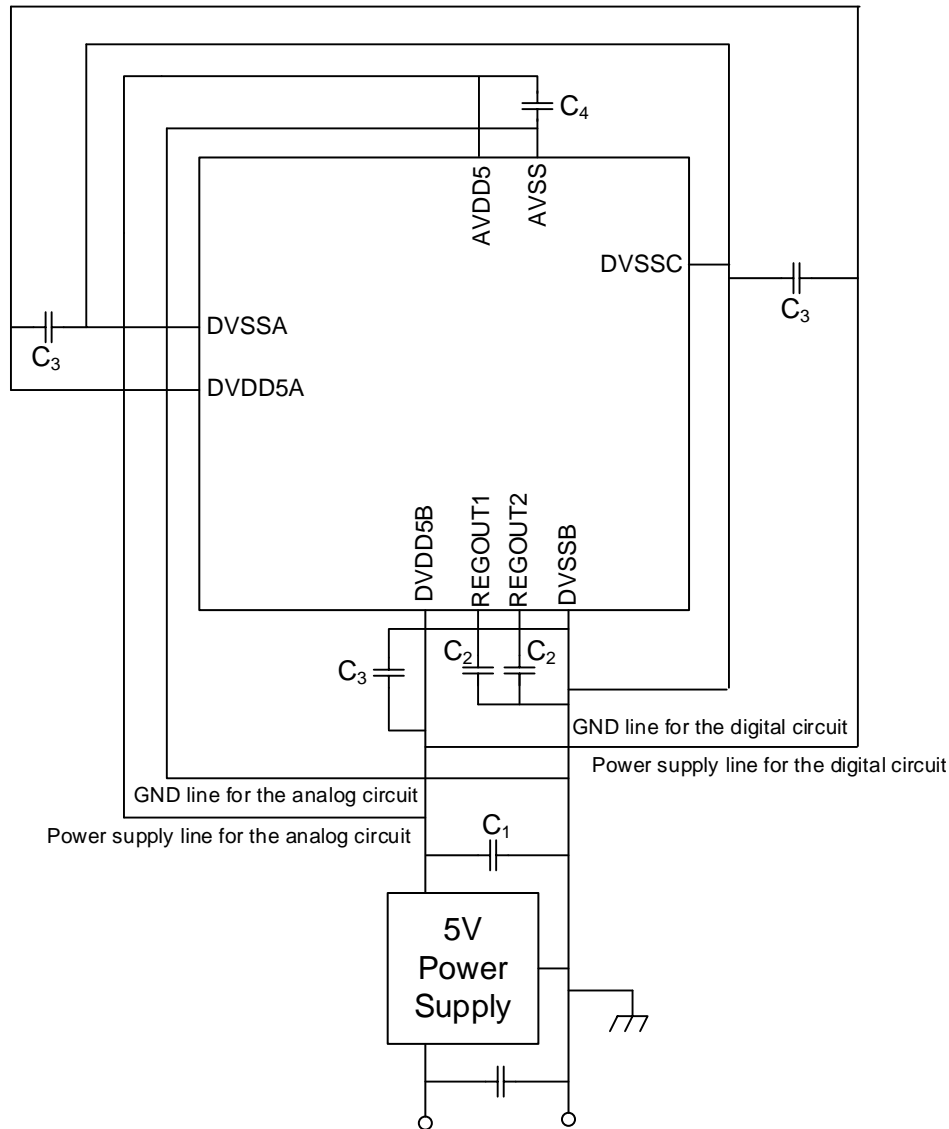 C4
AVDD5
AVSS
DVSSC
C3
DVSSA
C3
DVDD5A
DVDD5B
REGOUT1
REGOUT2
DVSSB
C3
C2
C2
GND line for the digital circuit
Power supply line for the digital circuit
GND line for the analog circuit
Power supply line for the analog circuit
C1
5V
Power
Supply